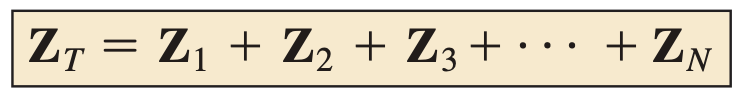 Z_T = Z_1 + Z_2 + Z_3 + · · · + Z_N